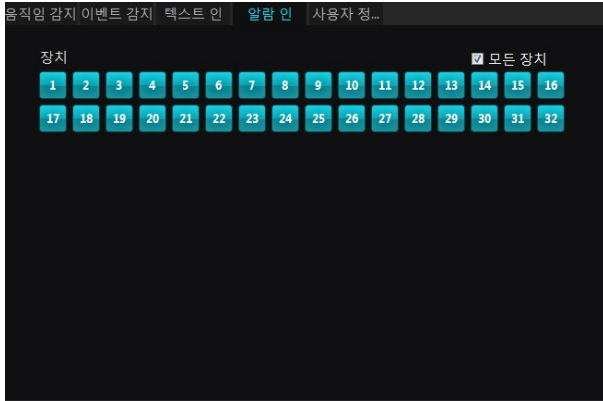 움직임 감지 이벤트 감지 텍스트 인 알람 인 사용자 정...
장치 모든 장치
1 2 3 4 5 6 7 8 9 10 11 12 13 14 15 16
17 18 19 20 21 22 23 24 25 26 27 28 29 30 31 32